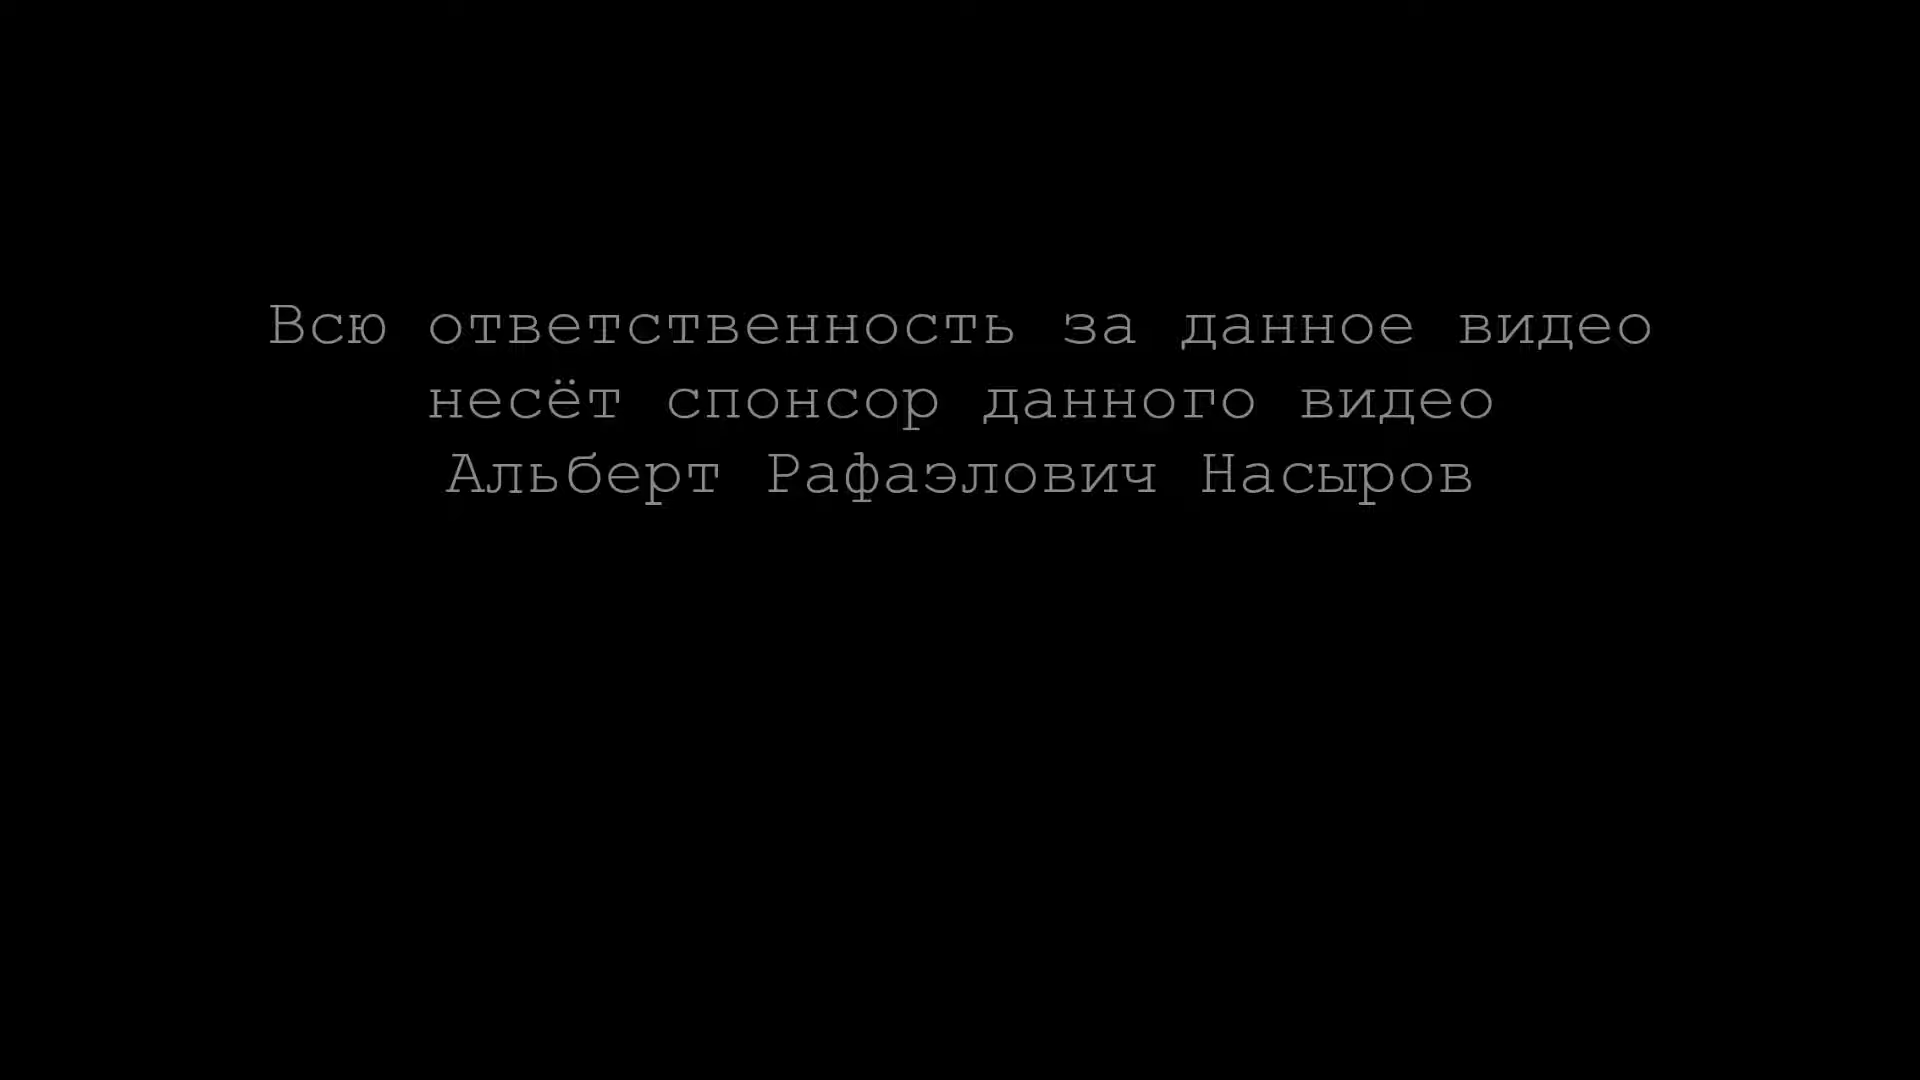 Всю ответственность за данное видео
несёт спонсор данного видео
Альберт Рафаэлович Насыров